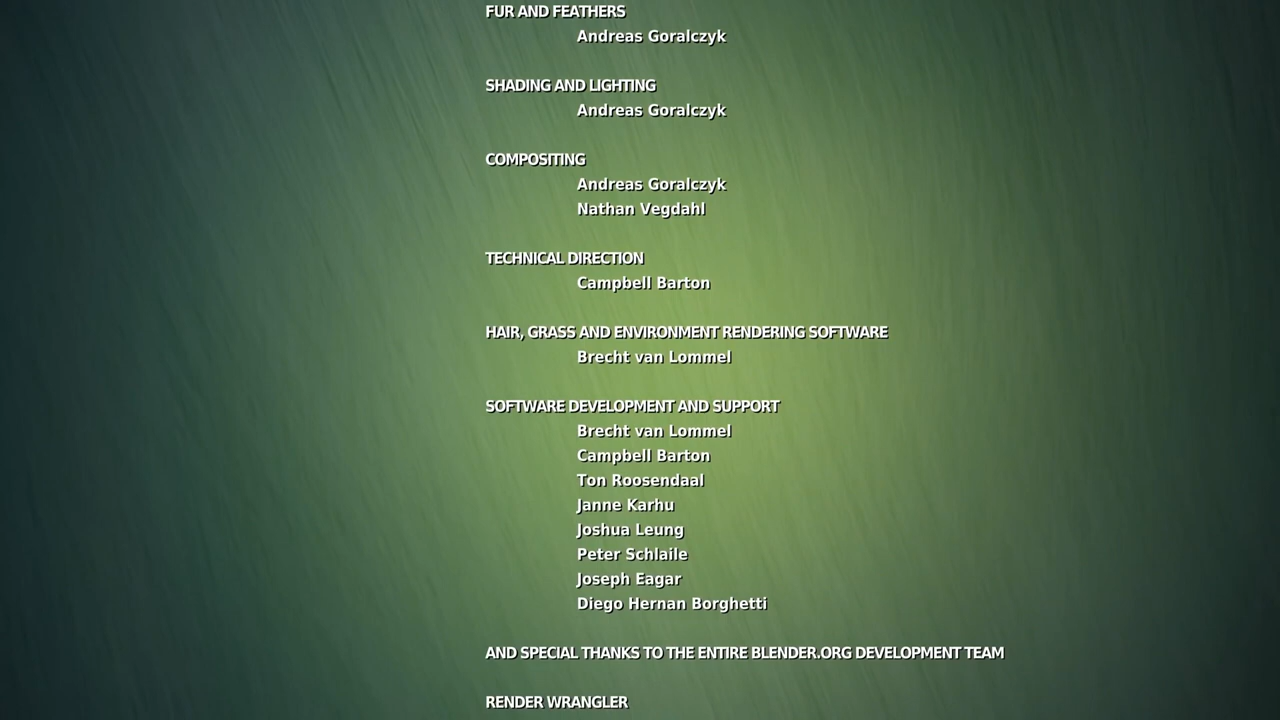 FUR AND FEATHERS
Andreas Goralczyk
SHADING AND LIGHTING
Andreas Goralczyk
COMPOSITING
Andreas Goralczyk
Nathan Vegdahl
TECHNICAL DIRECTION
Campbell Barton
HAIR, GRASS AND ENVIRONMENT RENDERING SOFTWARE
Brecht van Lommel
SOFTWARE DEVELOPMENT AND SUPPORT
Brecht van Lommel
Campbell Barton
Ton Roosendaal
Janne Karhu
Joshua Leung
Peter Schlaile
Joseph Eagar
Diego Hernan Borghetti
AND SPECIAL THANKS TO THE ENTIRE BLENDER.ORG DEVELOPMENT TEAM
RENDER WRANGLER